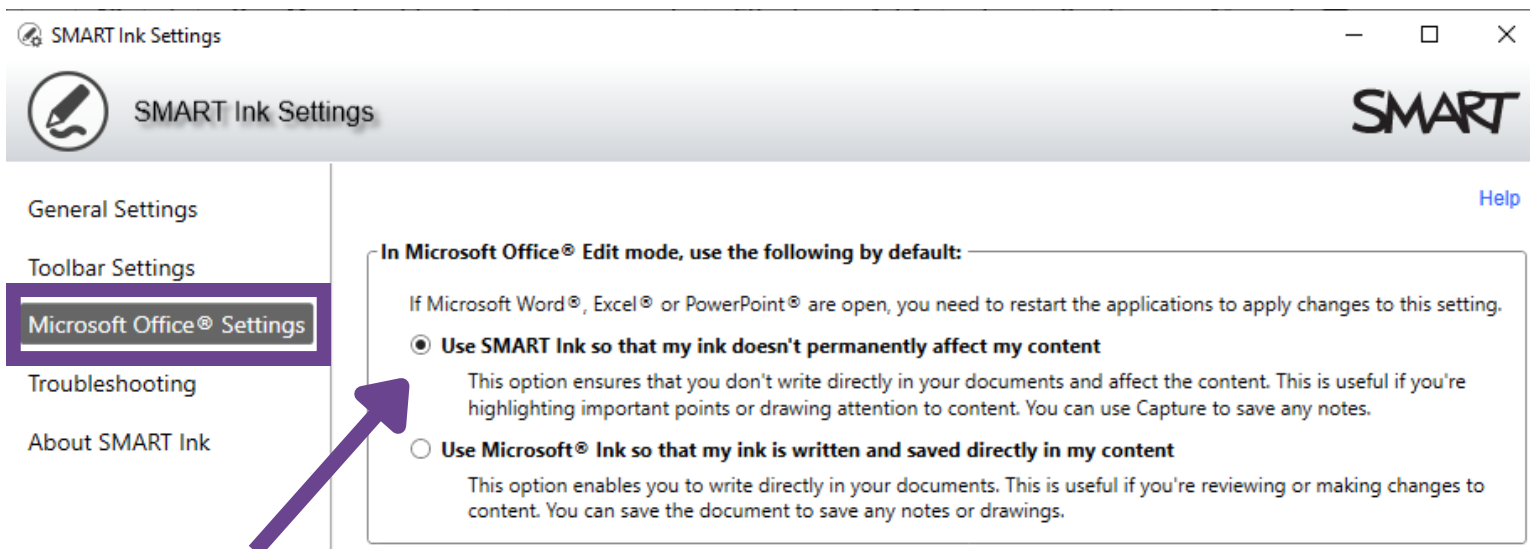 SMART Ink Settings
SMART Ink Settings
SMART
General Settings
Toolbar Settings
Microsoft Office® Settings
Troubleshooting
About SMART Ink
Help
In Microsoft Office® Edit mode, use the following by default:
If Microsoft Word®, Excel® or PowerPoint® are open, you need to restart the applications to apply changes to this setting.
Use SMART Ink so that my ink doesn't permanently affect my content
This option ensures that you don't write directly in your documents and affect the content. This is useful if you're
highlighting important points or drawing attention to content. You can use Capture to save any notes.
Use Microsoft® Ink so that my ink is written and saved directly in my content
This option enables you to write directly in your documents. This is useful if you're reviewing or making changes to
content. You can save the document to save any notes or drawings.